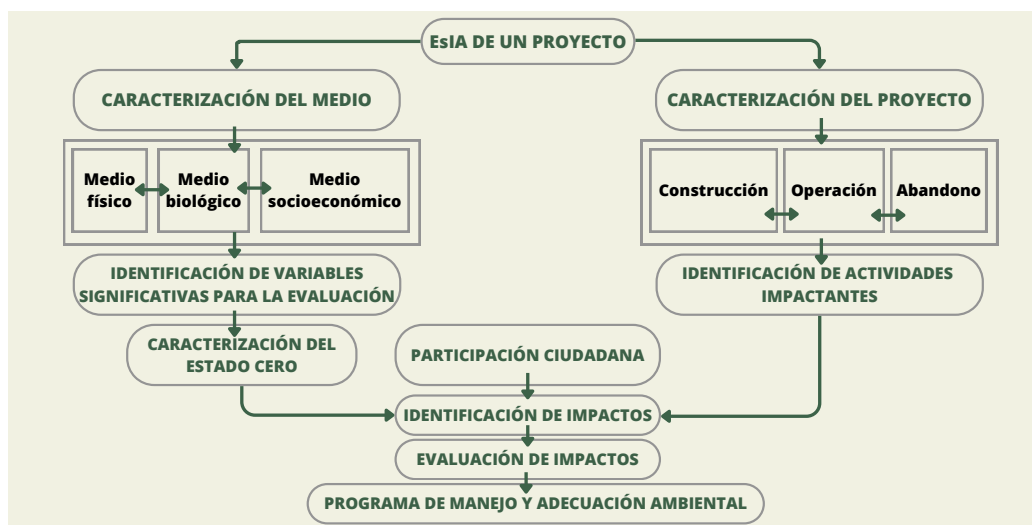 EsIA DE UN PROYECTO
CARACTERIZACIÓN DEL MEDIO
CARACTERIZACIÓN DEL PROYECTO
Medio
físico
Medio
biológico
Medio
socioeconómico
Construcción
Operación
Abandono
IDENTIFICACIÓN DE VARIABLES
SIGNIFICATIVAS PARA LA EVALUACIÓN
IDENTIFICACIÓN DE ACTIVIDADES
IMPACTANTES
CARACTERIZACIÓN DEL
ESTADO CERO
PARTICIPACIÓN CIUDADANA
IDENTIFICACIÓN DE IMPACTOS
EVALUACIÓN DE IMPACTOS
PROGRAMA DE MANEJO Y ADECUACIÓN AMBIENTAL